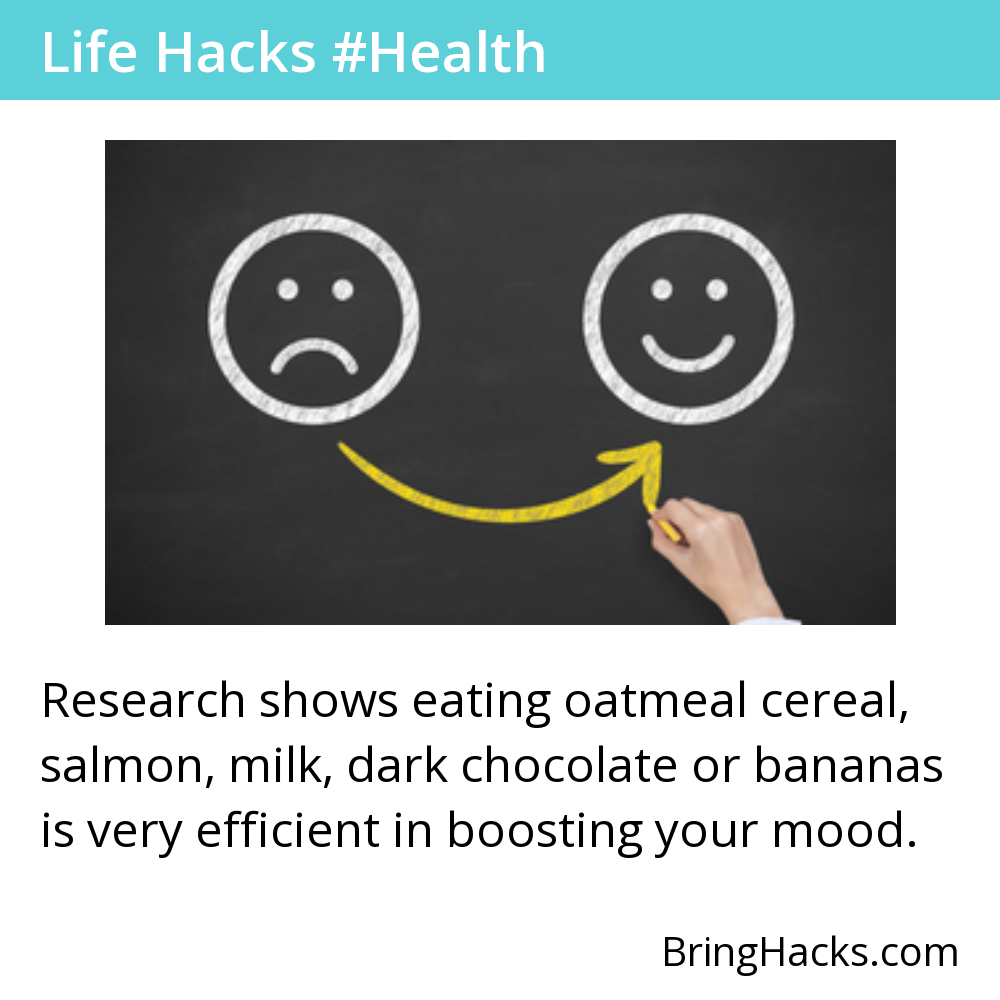 Life Hacks #Health
Research shows eating oatmeal cereal,
salmon, milk, dark chocolate or bananas
is very efficient in boosting your mood.
BringHacks.com